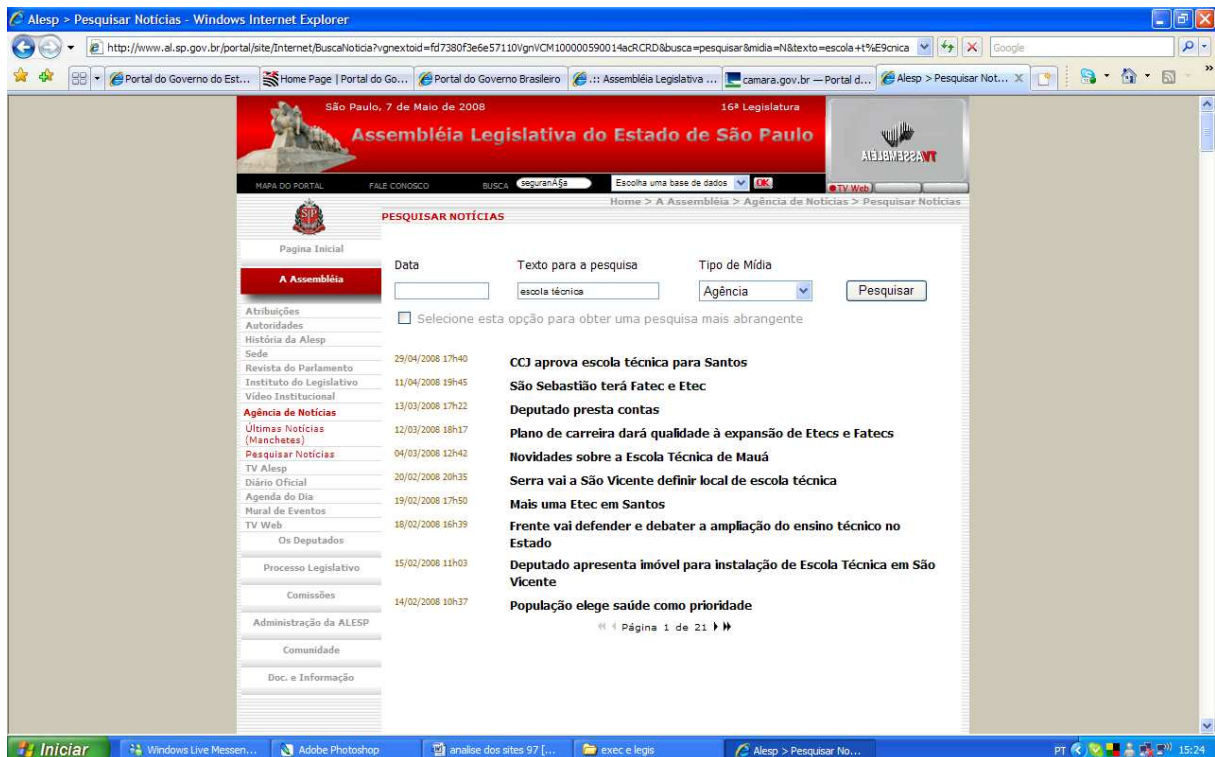 Alesp > Pesquisar Notícias - Windows Internet Explorer
http://www.al.sp.gov.br/portal/site/Internet/BuscaNoticia?vgnextoid=fd7380f3e6e57110VgnVCM100000590014acRCRD&busca=pesquisar&midia=N&texto=escola+t%E9cnica
Google
Portal do Governo do Est...
Home Page | Portal do Go...
Portal do Governo Brasileiro
.:: Assembléia Legislativa ...
camara.gov.br — Portal d...
Alesp > Pesquisar Not...
São Paulo, 7 de Maio de 2008
16ª Legislatura
Assembléia Legislativa do Estado de São Paulo
TV ASSEMBLÉIA
MAPA DO PORTAL
FALE CONOSCO
BUSCA
seguranÃ§a
Escolha uma base de dados
OK
TV Web
Home > A Assembléia > Agência de Notícias > Pesquisar Notícias
SP
PESQUISAR NOTÍCIAS
Pagina Inicial
A Assembléia
Atribuições
Autoridades
História da Alesp
Sede
Revista do Parlamento
Instituto do Legislativo
Vídeo Institucional
Agência de Notícias
Últimas Notícias
(Manchetes)
Pesquisar Notícias
TV Alesp
Diário Oficial
Agenda do Dia
Mural de Eventos
TV Web
Os Deputados
Processo Legislativo
Comissões
Administração da ALESP
Comunidade
Doc. e Informação
Data
Texto para a pesquisa
Tipo de Mídia
escola técnica
Agência
Pesquisar
Selecione esta opção para obter uma pesquisa mais abrangente
29/04/2008 17h40 CCJ aprova escola técnica para Santos
11/04/2008 19h45 São Sebastião terá Fatec e Etec
13/03/2008 17h22 Deputado presta contas
12/03/2008 18h17 Plano de carreira dará qualidade à expansão de Etecs e Fatecs
04/03/2008 12h42 Novidades sobre a Escola Técnica de Mauá
20/02/2008 20h35 Serra vai a São Vicente definir local de escola técnica
19/02/2008 17h50 Mais uma Etec em Santos
18/02/2008 16h39 Frente vai defender e debater a ampliação do ensino técnico no
Estado
15/02/2008 11h03 Deputado apresenta imóvel para instalação de Escola Técnica em São
Vicente
14/02/2008 10h37 População elege saúde como prioridade
Página 1 de 21
Iniciar
Windows Live Messen...
Adobe Photoshop
analise dos sites 97 [...
exec e legis
Alesp > Pesquisar No...
PT
15:24